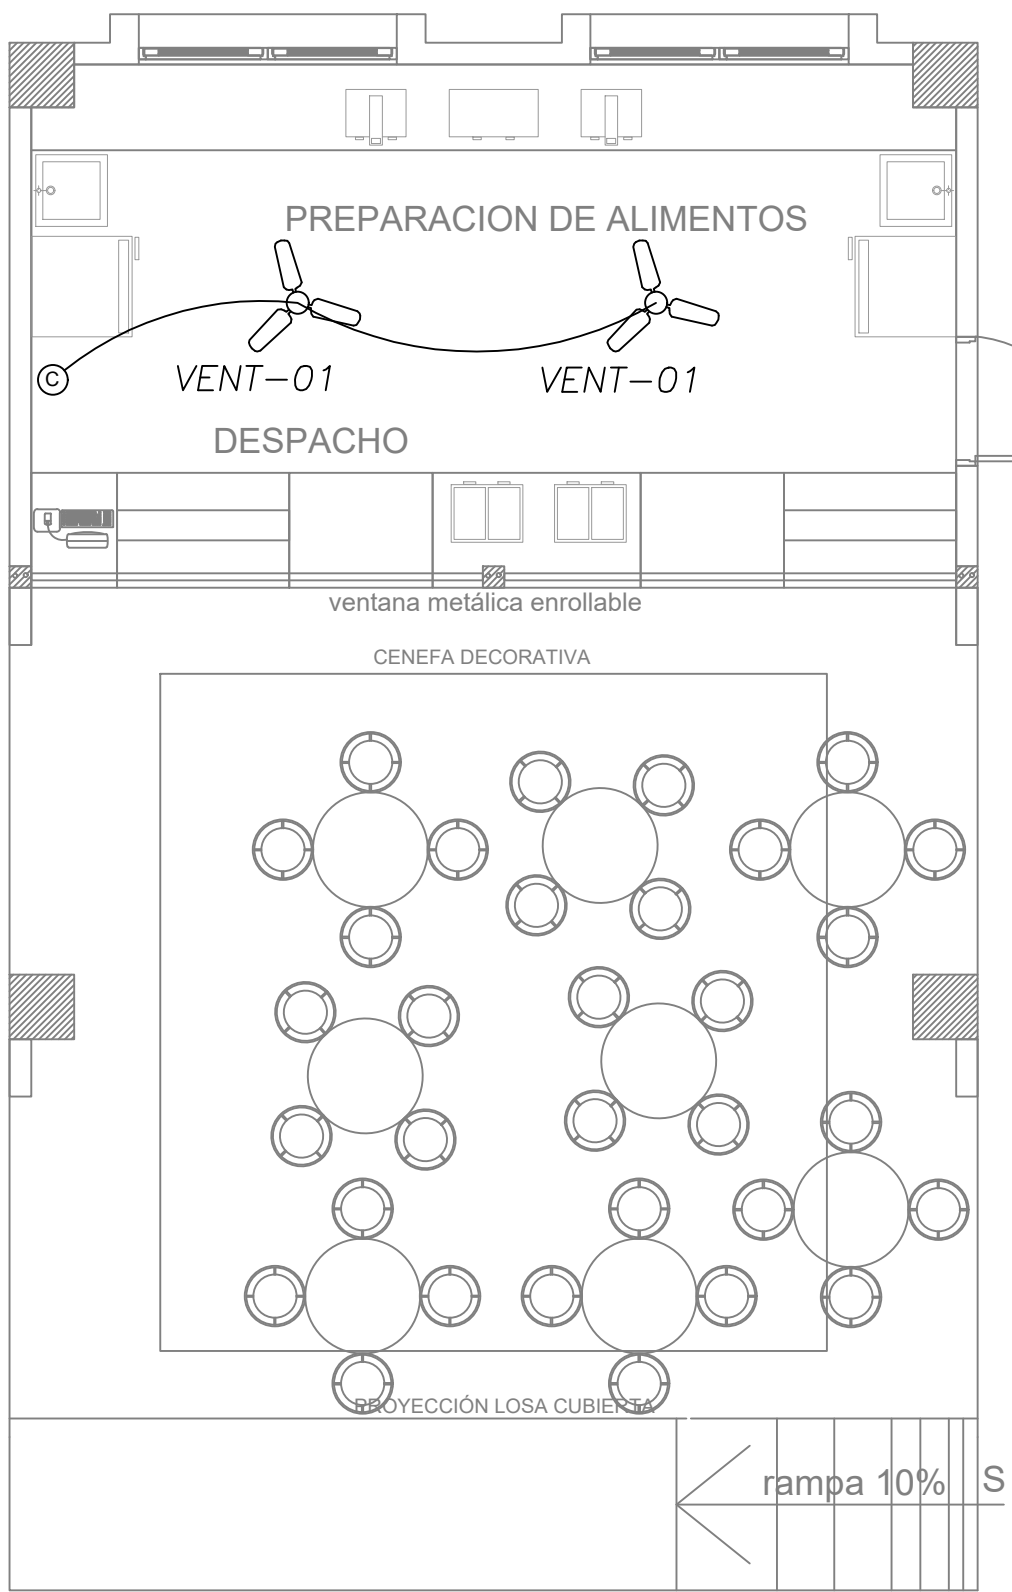 PREPARACION DE ALIMENTOS
C
VENT-01
VENT-01
DESPACHO
ventana metálica enrollable
CENEFA DECORATIVA
PROYECCIÓN LOSA CUBIERTA
rampa 10% S